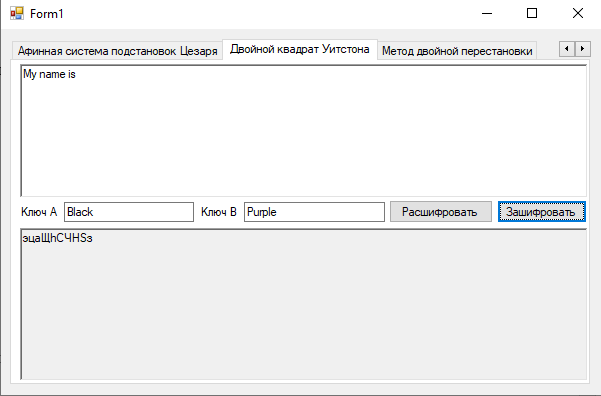 Form1
Афинная система подстановок Цезаря Двойной квадрат Уитстона Метод двойной перестановки
My name is
Ключ А Black Ключ В Purple Расшифровать Зашифровать
эцаЩhСЧНSз